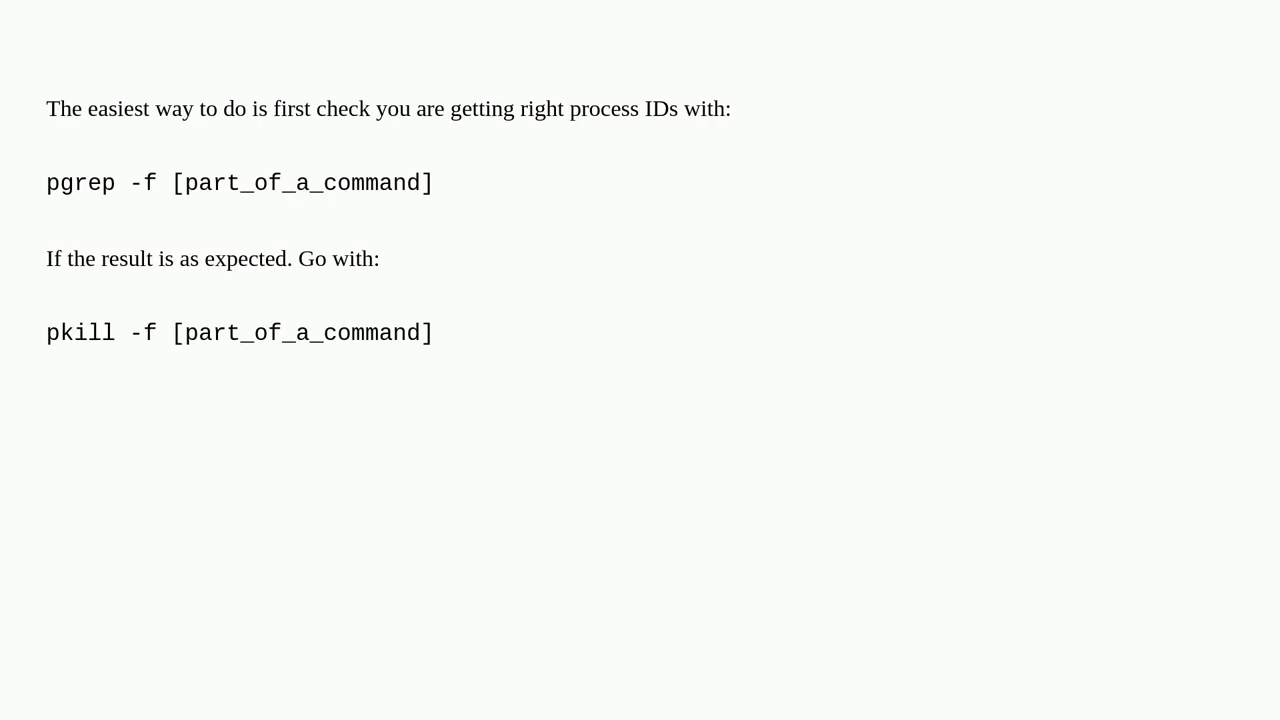 The easiest way to do is first check you are getting right process IDs with:
pgrep -f [part_of_a_command]
If the result is as expected. Go with:
pkill -f [part_of_a_command]